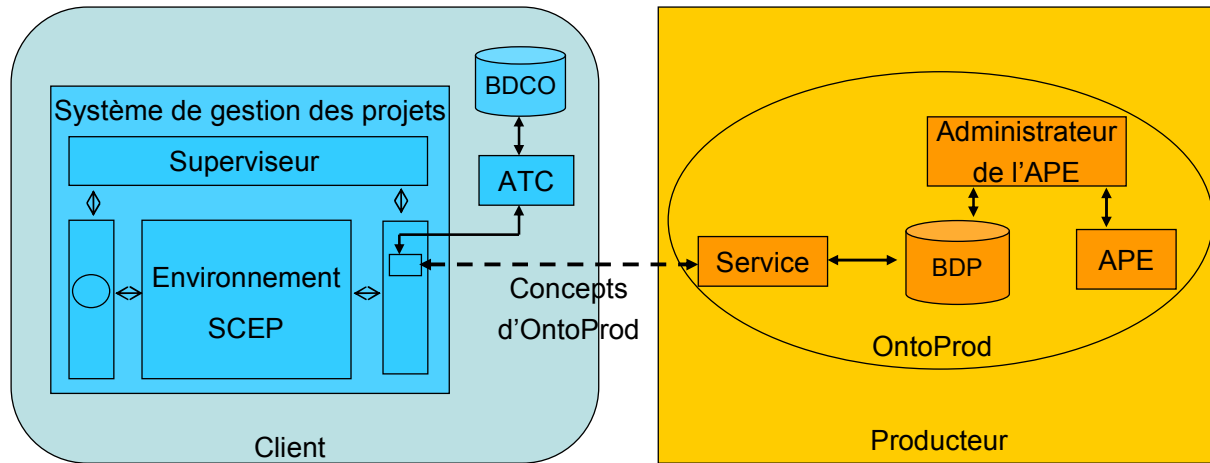 BDCO
Système de gestion des projets
Superviseur
ATC
Environnement
SCEP
Client
Concepts
d'OntoProd
Administrateur
de l'APE
Service
BDP
APE
OntoProd
Producteur